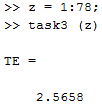 >> z = 1:78;
>> task3 (z)
TE =
2.5658